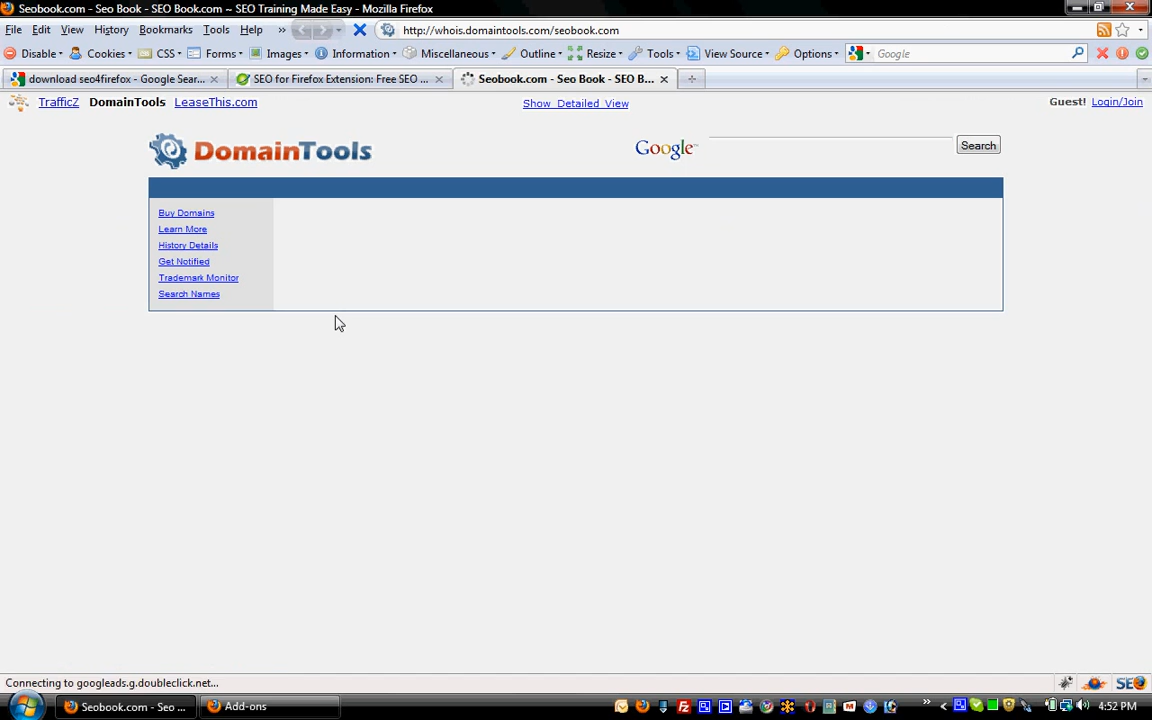 Seobook.com - Seo Book - SEO Book.com ~ SEO Training Made Easy - Mozilla Firefox
File Edit View History Bookmarks Tools Help » http://whois.domaintools.com/seobook.com
Disable Cookies CSS Forms Images Information Miscellaneous Outline Resize Tools View Source Options Google
download seo4firefox - Google Sear... SEO for Firefox Extension: Free SEO ... Seobook.com - Seo Book - SEO B...
TrafficZ DomainTools LeaseThis.com Show Detailed View Guest! Login/Join
DomainTools Google™ Search
Buy Domains
Learn More
History Details
Get Notified
Trademark Monitor
Search Names
Connecting to googleads.g.doubleclick.net... SEO
Seobook.com - Seo ... Add-ons » 4:52 PM